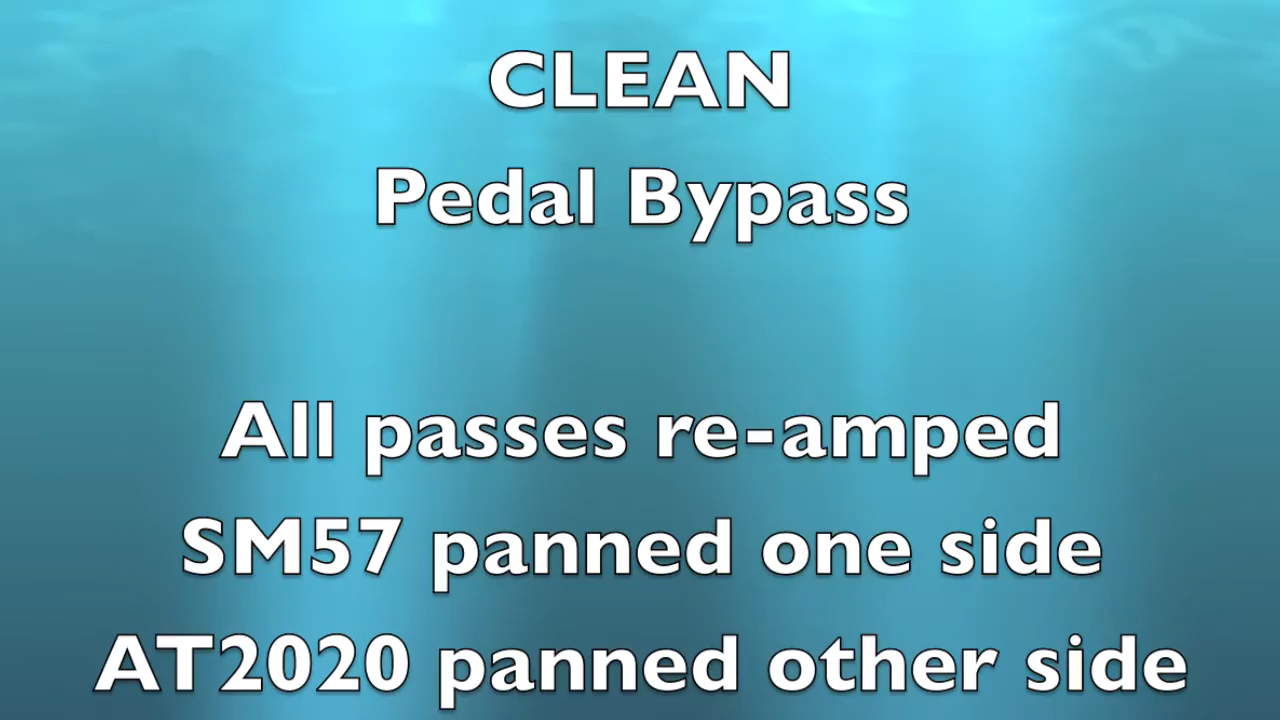 CLEAN
Pedal Bypass
All passes re-amped
SM57 panned one side
AT2020 panned other side